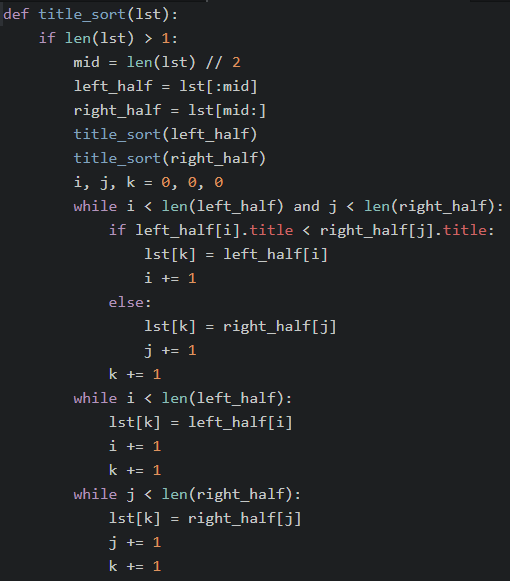 def title_sort(lst):
    if len(lst) > 1:
        mid = len(lst) // 2
        left_half = lst[:mid]
        right_half = lst[mid:]
        title_sort(left_half)
        title_sort(right_half)
        i, j, k = 0, 0, 0
        while i < len(left_half) and j < len(right_half):
            if left_half[i].title < right_half[j].title:
                lst[k] = left_half[i]
                i += 1
            else:
                lst[k] = right_half[j]
                j += 1
            k += 1
        while i < len(left_half):
            lst[k] = left_half[i]
            i += 1
            k += 1
        while j < len(right_half):
            lst[k] = right_half[j]
            j += 1
            k += 1